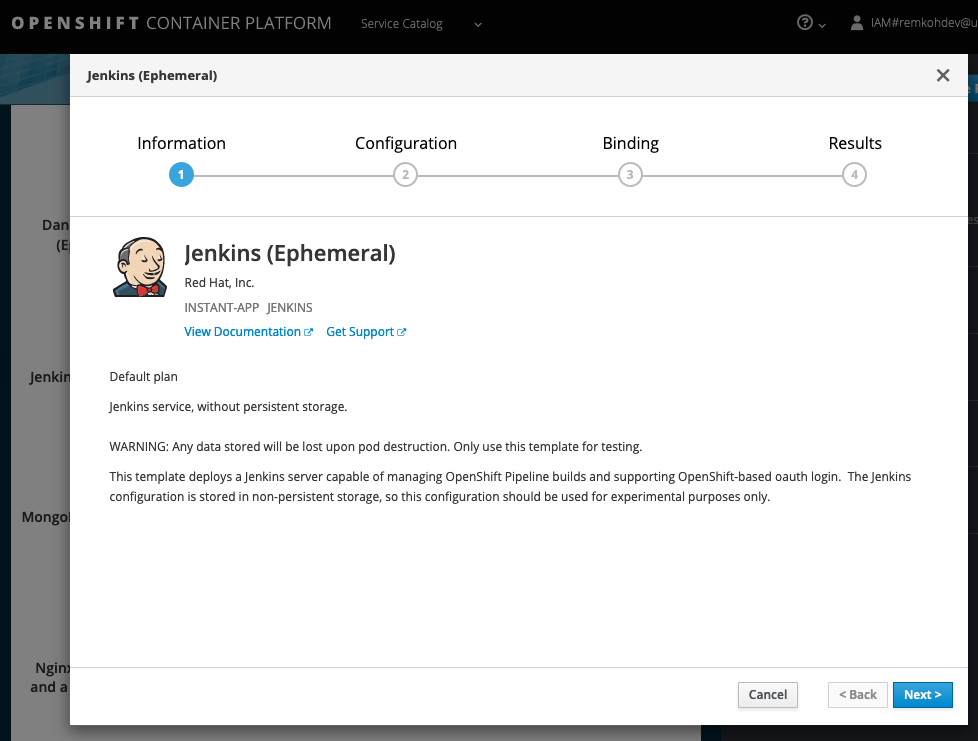 OPENSHIFT CONTAINER PLATFORM Service Catalog IAM#remkohdev@u
Jenkins (Ephemeral)
Information Configuration Binding Results
1 2 3 4
Dan
(E
Jenkins (Ephemeral)
Red Hat, Inc.
INSTANT-APP JENKINS
View Documentation Get Support
Jenkin
Default plan
Jenkins service, without persistent storage.
WARNING: Any data stored will be lost upon pod destruction. Only use this template for testing.
This template deploys a Jenkins server capable of managing OpenShift Pipeline builds and supporting OpenShift-based oauth login. The Jenkins
configuration is stored in non-persistent storage, so this configuration should be used for experimental purposes only.
Nginx
and a
Cancel < Back Next >